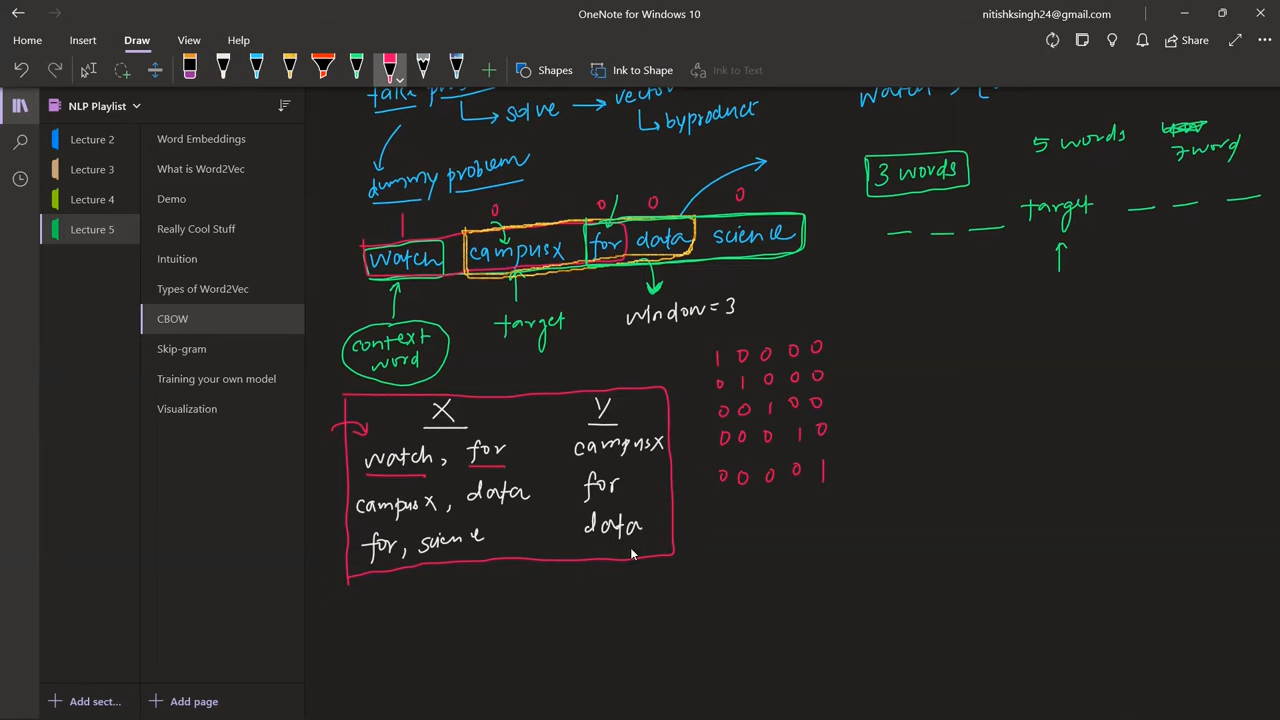 OneNote for Windows 10
nitishksingh24@gmail.com
Home
Insert
Draw
View
Help
Share
Shapes
Ink to Shape
Ink to Text
NLP Playlist
Lecture 2
Lecture 3
Lecture 4
Lecture 5
Word Embeddings
What is Word2Vec
Demo
Really Cool Stuff
Intuition
Types of Word2Vec
CBOW
Skip-gram
Training your own model
Visualization
Add sect...
Add page
solve → vector
byproduct
dummy problem
watch
5 words
7 word
3 words
target
1 0 0 0 0
watch campusx for data science
context word
target
window = 3
1 0 0 0 0
0 1 0 0 0
0 0 1 0 0
0 0 0 1 0
0 0 0 0 1
X Y
watch, for campusx
campusx, data for
for, science data